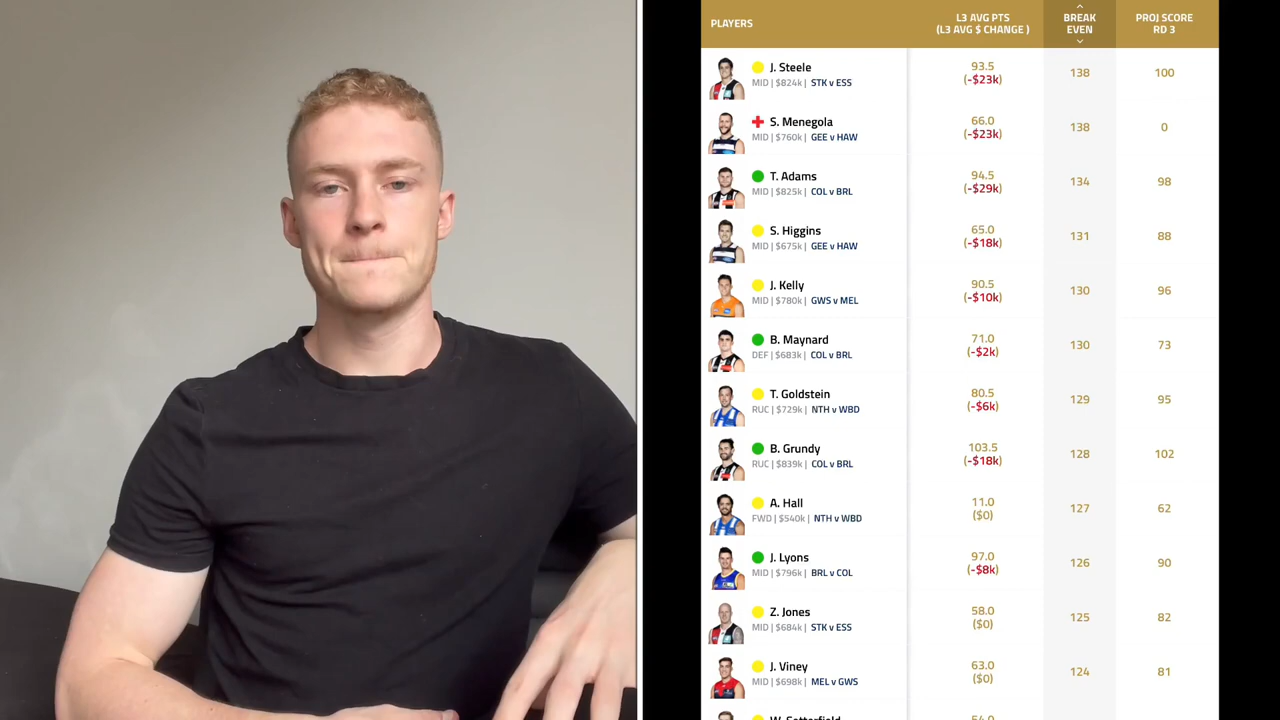 PLAYERS
L3 AVG PTS
(L3 AVG $ CHANGE )
BREAK
EVEN
PROJ SCORE
RD 3
J. Steele
MID | $824k | STK v ESS
93.5
(-$23k)
138
100
S. Menegola
MID | $760k | GEE v HAW
66.0
(-$23k)
138
0
T. Adams
MID | $825k | COL v BRL
94.5
(-$29k)
134
98
S. Higgins
MID | $675k | GEE v HAW
65.0
(-$18k)
131
88
J. Kelly
MID | $780k | GWS v MEL
90.5
(-$10k)
130
96
B. Maynard
DEF | $683k | COL v BRL
71.0
(-$2k)
130
73
T. Goldstein
RUC | $729k | NTH v WBD
80.5
(-$6k)
129
95
B. Grundy
RUC | $839k | COL v BRL
103.5
(-$18k)
128
102
A. Hall
FWD | $540k | NTH v WBD
11.0
($0)
127
62
J. Lyons
MID | $796k | BRL v COL
97.0
(-$8k)
126
90
Z. Jones
MID | $684k | STK v ESS
58.0
($0)
125
82
J. Viney
MID | $698k | MEL v GWS
63.0
($0)
124
81
W. Setterfield
54.0